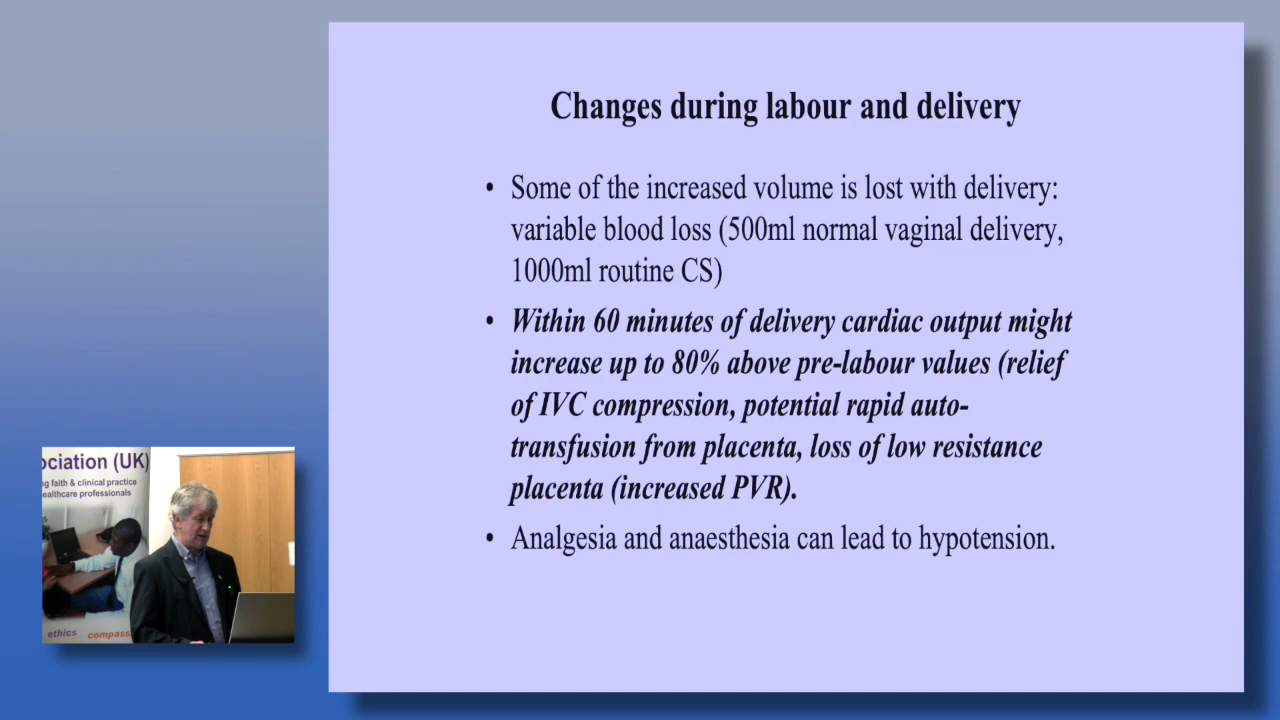 Changes during labour and delivery
• Some of the increased volume is lost with delivery:
variable blood loss (500ml normal vaginal delivery,
1000ml routine CS)
• Within 60 minutes of delivery cardiac output might
increase up to 80% above pre-labour values (relief
of IVC compression, potential rapid auto-
transfusion from placenta, loss of low resistance
placenta (increased PVR).
• Analgesia and anaesthesia can lead to hypotension.
ociation (UK)
ng faith & clinical practice
ealthcare professionals
ethics compass